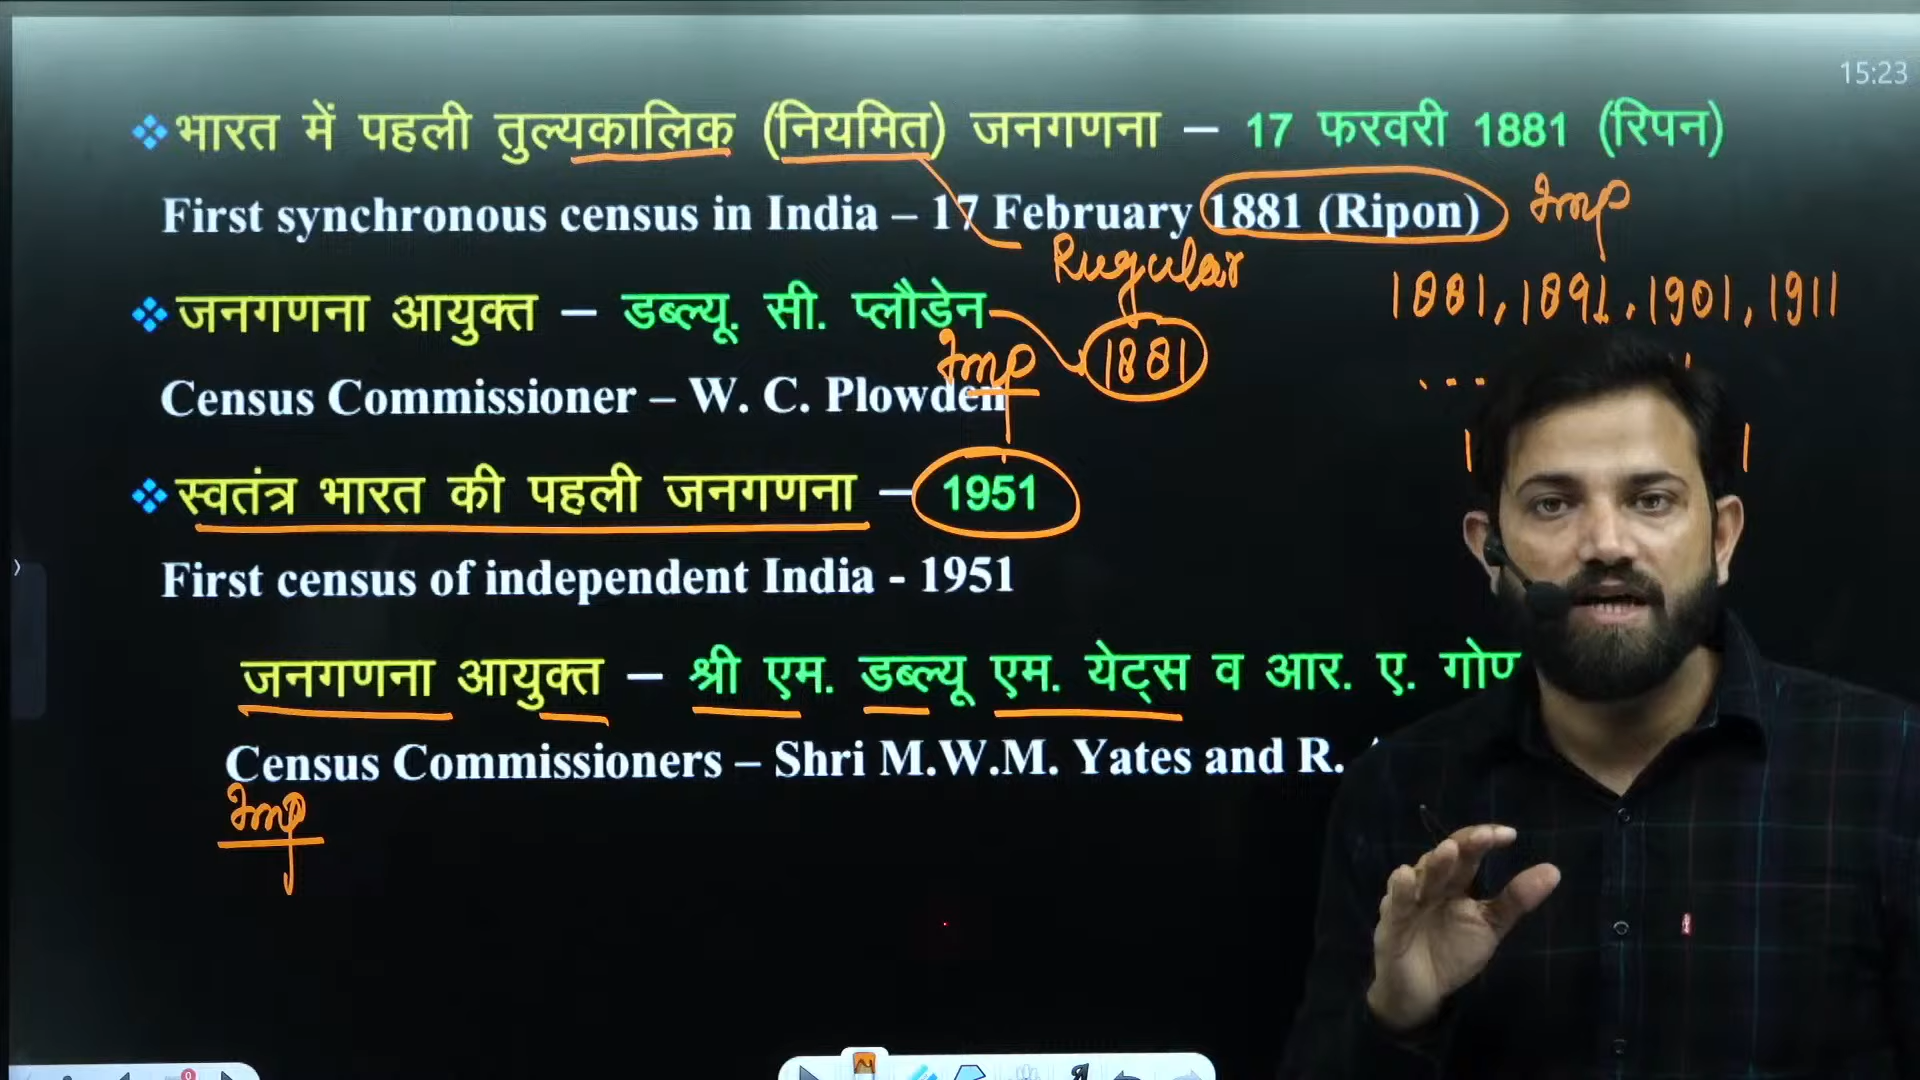 15:23
भारत में पहली तुल्यकालिक (नियमित) जनगणना – 17 फरवरी 1881 (रिपन)
First synchronous census in India – 17 February 1881 (Ripon) Imp
Rugular
1881, 1891, 1901, 1911
जनगणना आयुक्त – डब्ल्यू. सी. प्लौडेन
Imp 1881
...
Census Commissioner – W. C. Plowden
स्वतंत्र भारत की पहली जनगणना – 1951
First census of independent India - 1951
जनगणना आयुक्त – श्री एम. डब्ल्यू एम. येट्स व आर. ए.
Census Commissioners – Shri M.W.M. Yates and R.
Imp